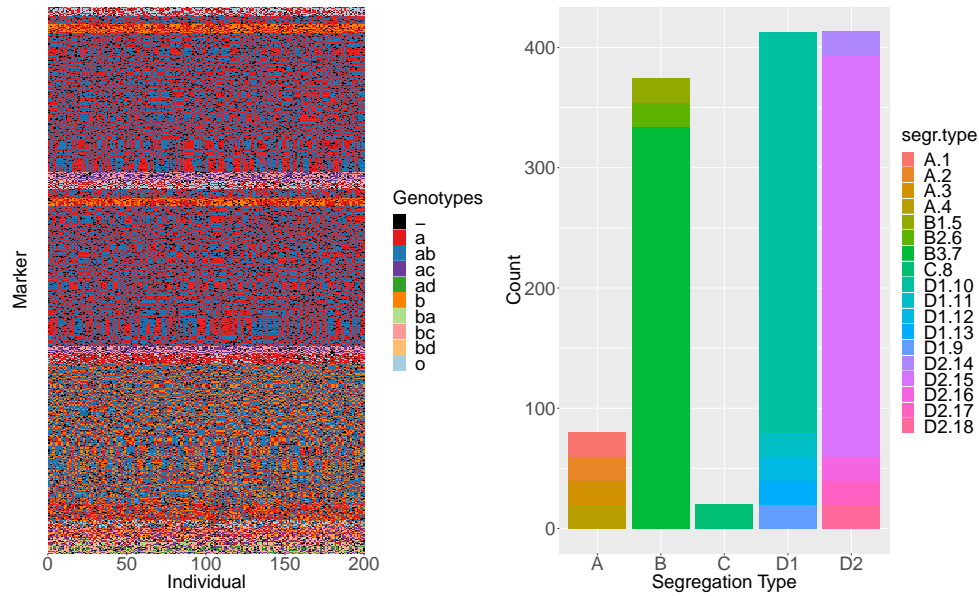 Marker
0
50
100
150
200
Individual
Genotypes
–
a
ab
ac
ad
b
ba
bc
bd
o
Count
400
300
200
100
0
A
B
C
D1
D2
Segregation Type
segr.type
A.1
A.2
A.3
A.4
B1.5
B2.6
B3.7
C.8
D1.10
D1.11
D1.12
D1.13
D1.9
D2.14
D2.15
D2.16
D2.17
D2.18